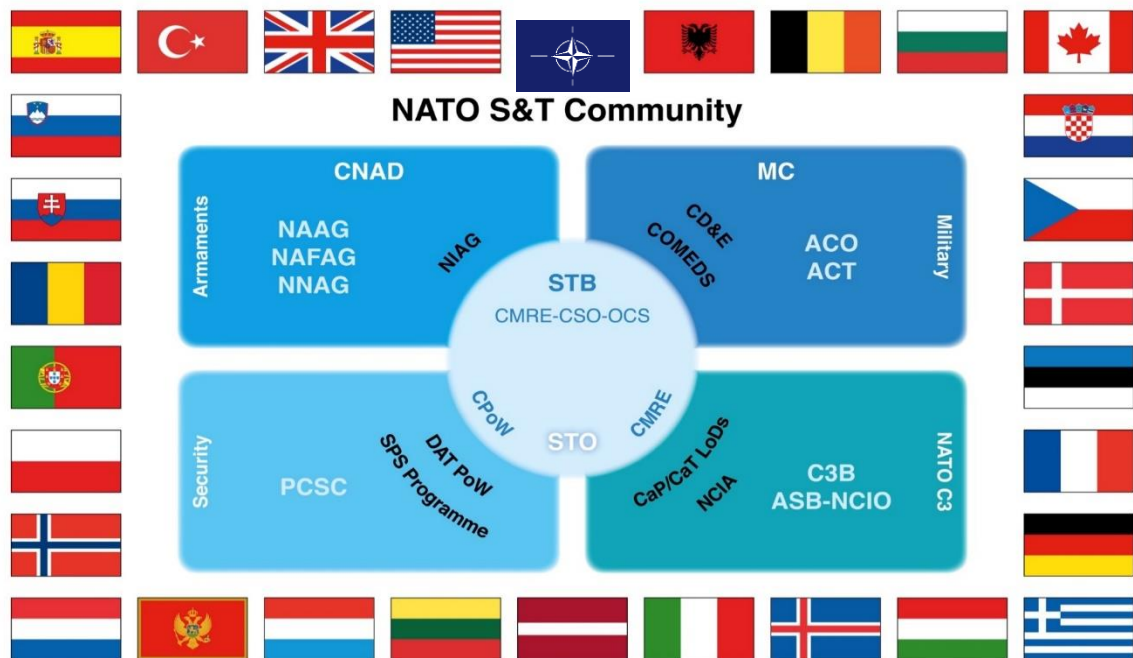 NATO S&T Community
CNAD
Armaments
NAAG
NAFAG
NNAG
NIAG
MC
CD&E
COMEDS
ACO
ACT
Military
STB
CMRE-CSO-OCS
CPoW
STO
CMRE
Security
PCSC
DAT PoW
SPS Programme
CaP/CaT LoDs
NCIA
C3B
ASB-NCIO
NATO C3